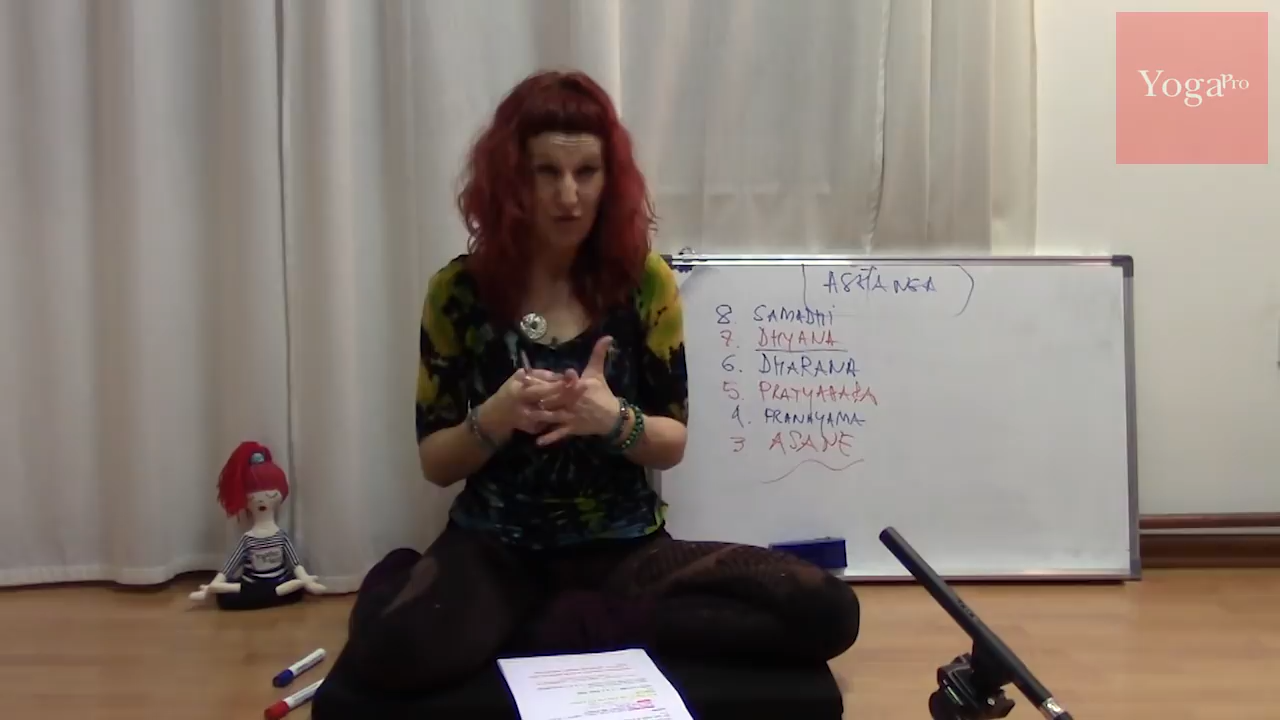 YogaPro
ASHTANGA
8. SAMADHI
7. DHYANA
6. DHARANA
5. PRATYAHARA
4. PRANAYAMA
3 ASANE